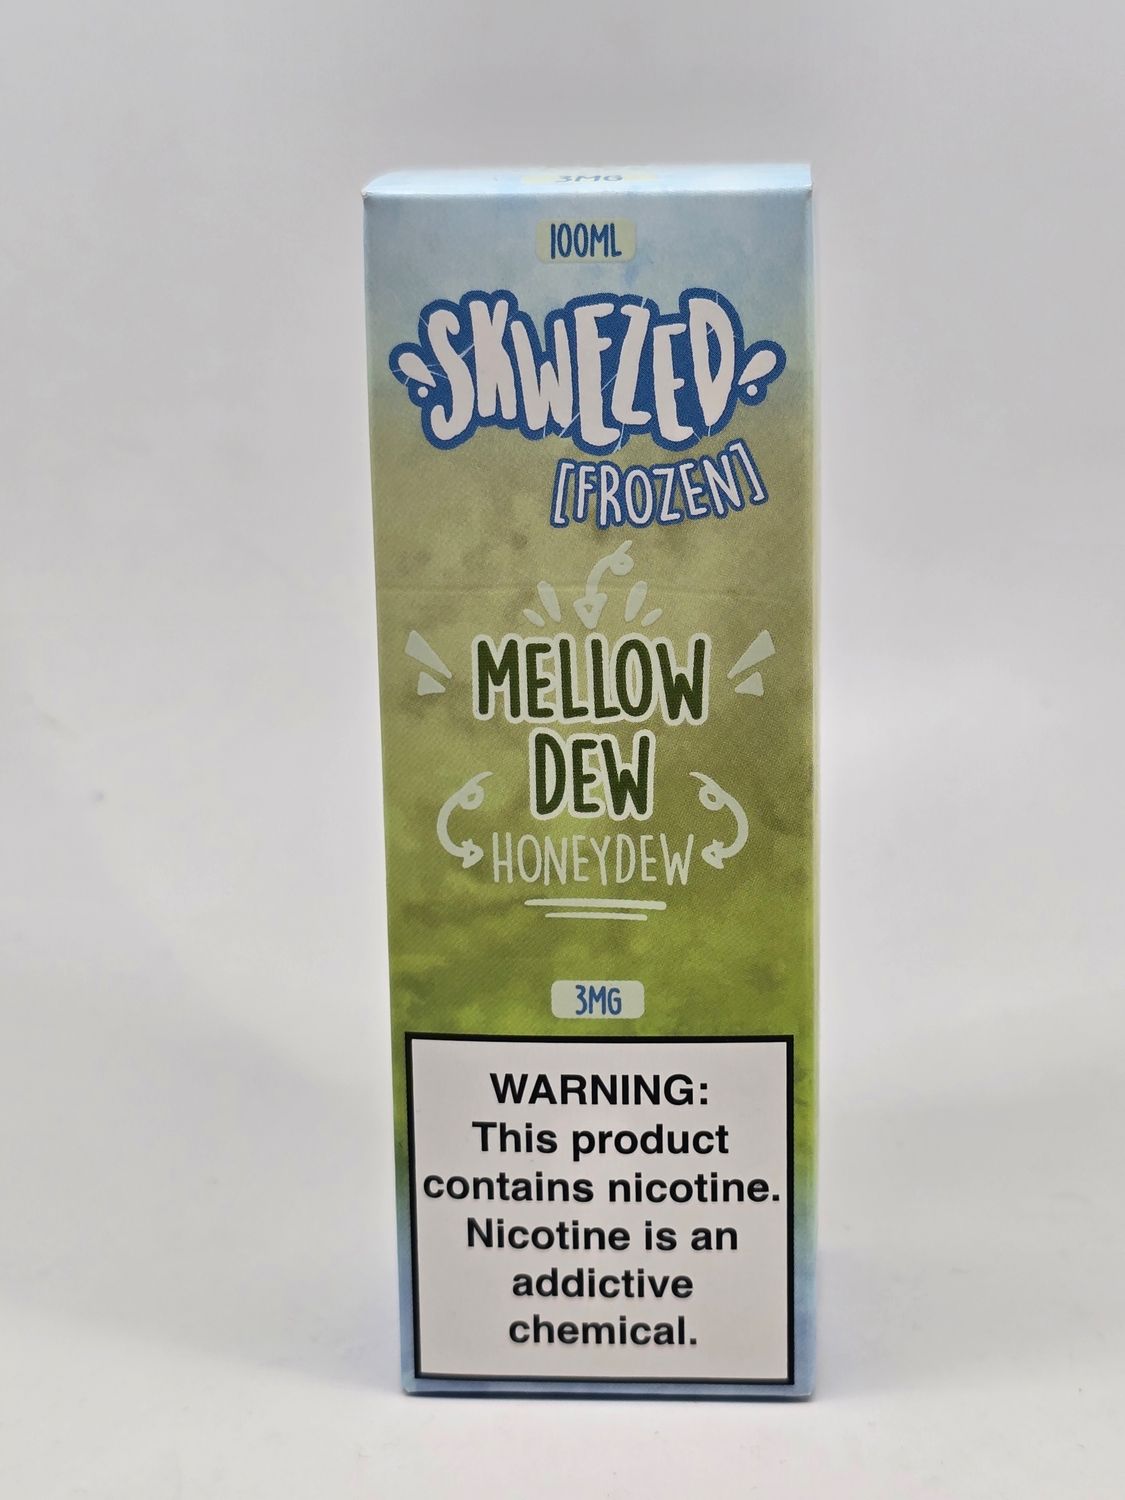 3MG
100ML
SKWEZED
[FROZEN]
MELLOW
DEW
HONEYDEW
3MG
WARNING:
This product
contains nicotine.
Nicotine is an
addictive
chemical.